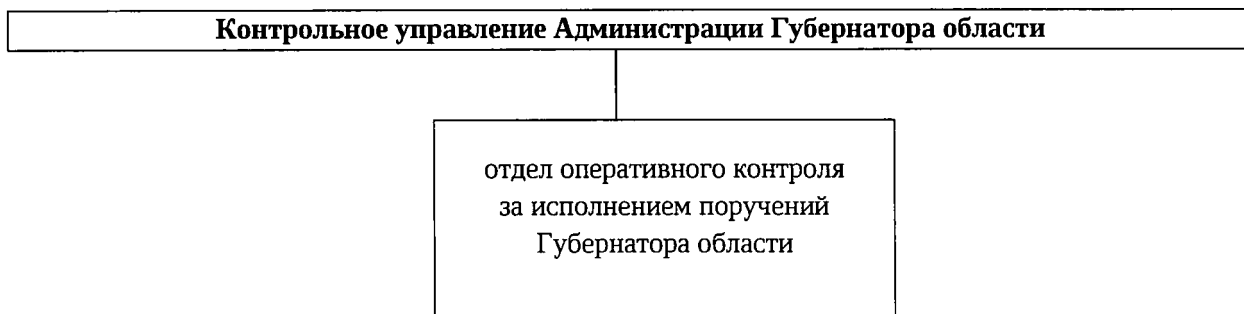 Контрольное управление Администрации Губернатора области
отдел оперативного контроля
за исполнением поручений
Губернатора области